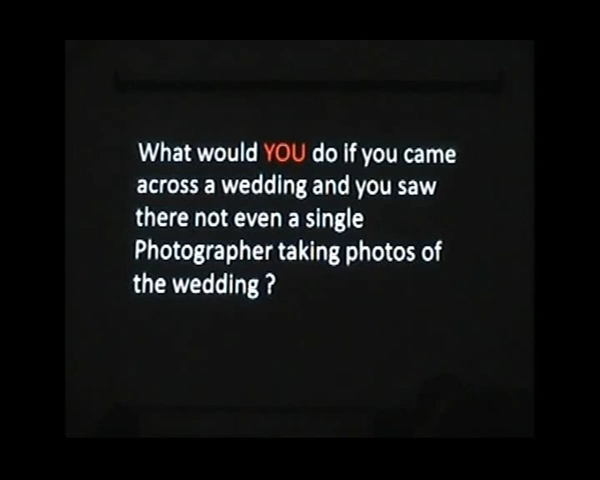 What would YOU do if you came
across a wedding and you saw
there not even a single
Photographer taking photos of
the wedding ?